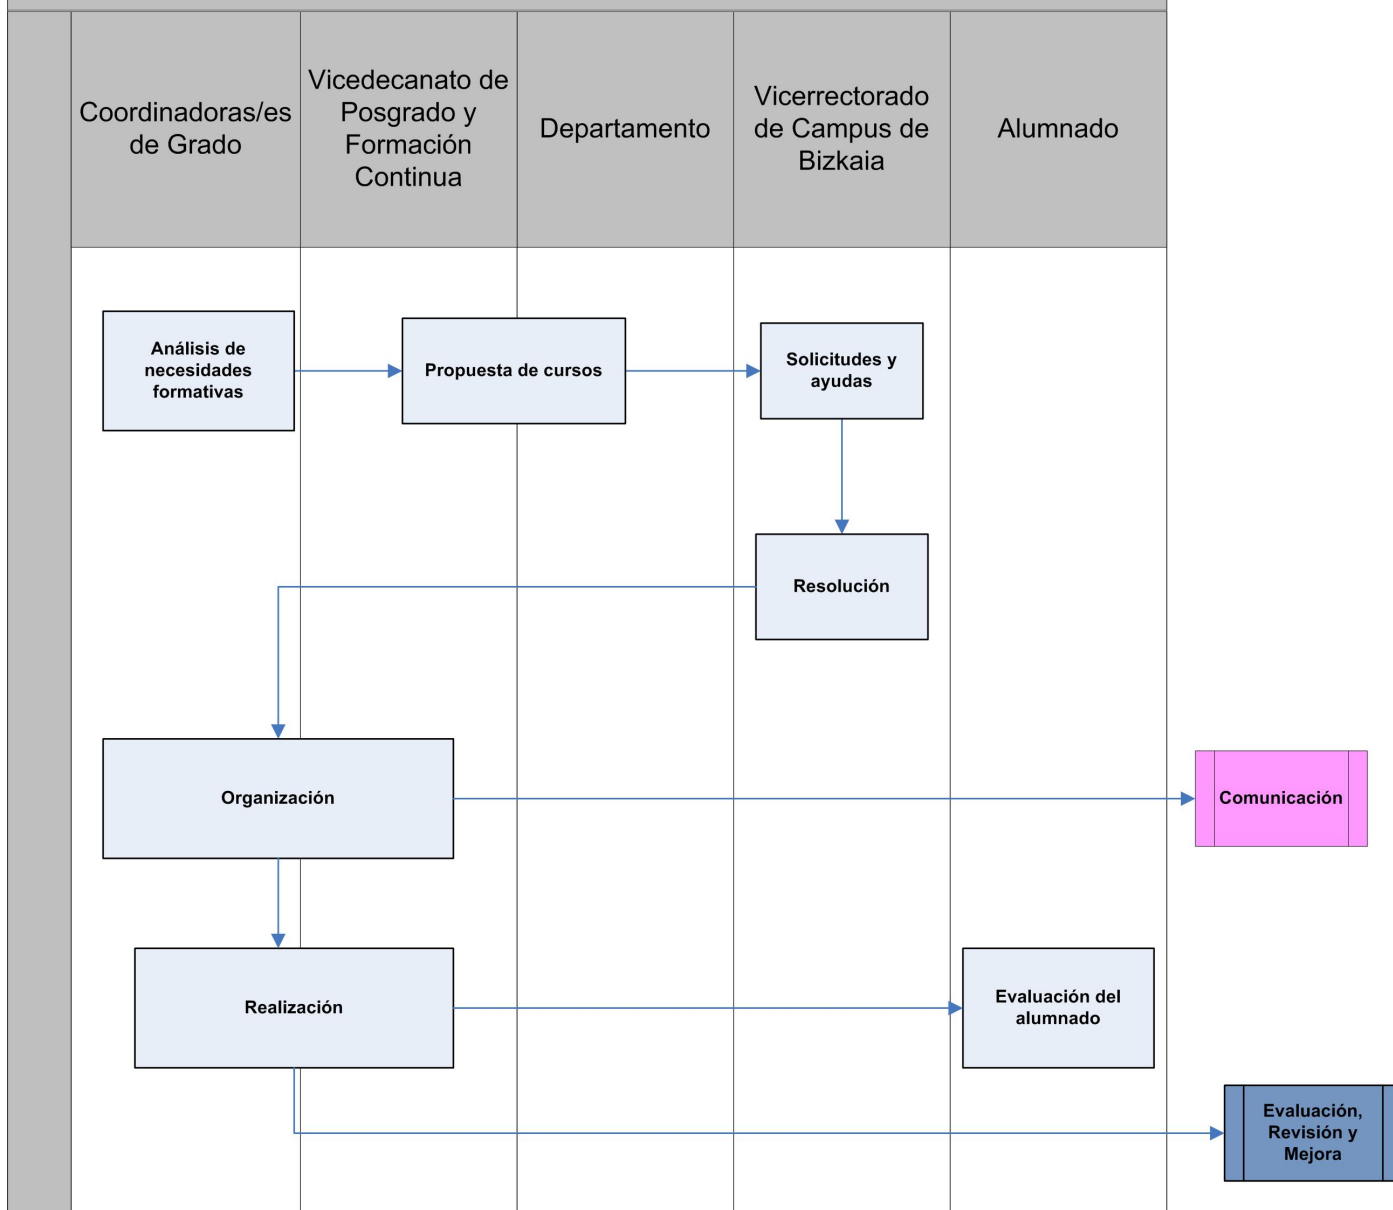 Coordinadoras/es
de Grado
Vicedecanato de
Posgrado y
Formación
Continua
Departamento
Vicerrectorado
de Campus de
Bizkaia
Alumnado
Análisis de
necesidades
formativas
Propuesta de cursos
Solicitudes y
ayudas
Resolución
Organización
Comunicación
Realización
Evaluación del
alumnado
Evaluación,
Revisión y
Mejora